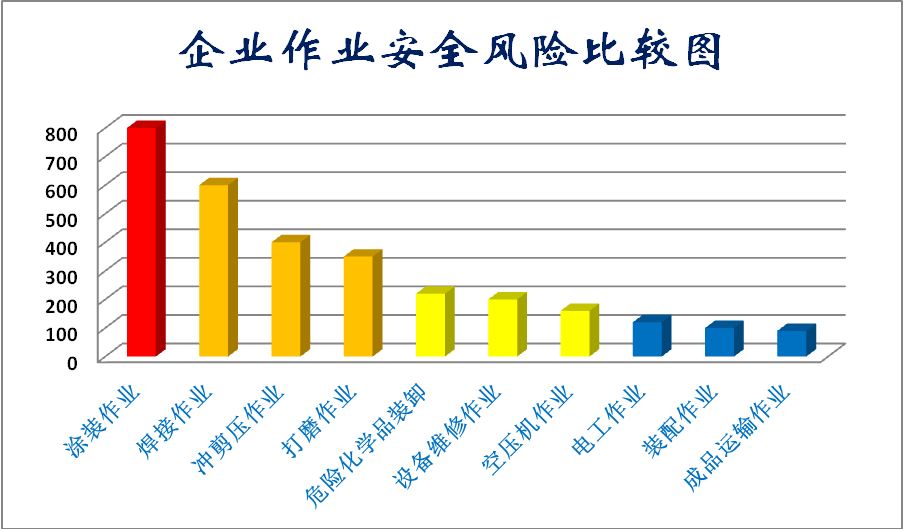 企业作业安全风险比较图
800
700
600
500
400
300
200
100
0
涂装作业
焊接作业
冲剪压作业
打磨作业
危险化学品装卸
设备维修作业
空压机作业
电工作业
装配作业
成品运输作业